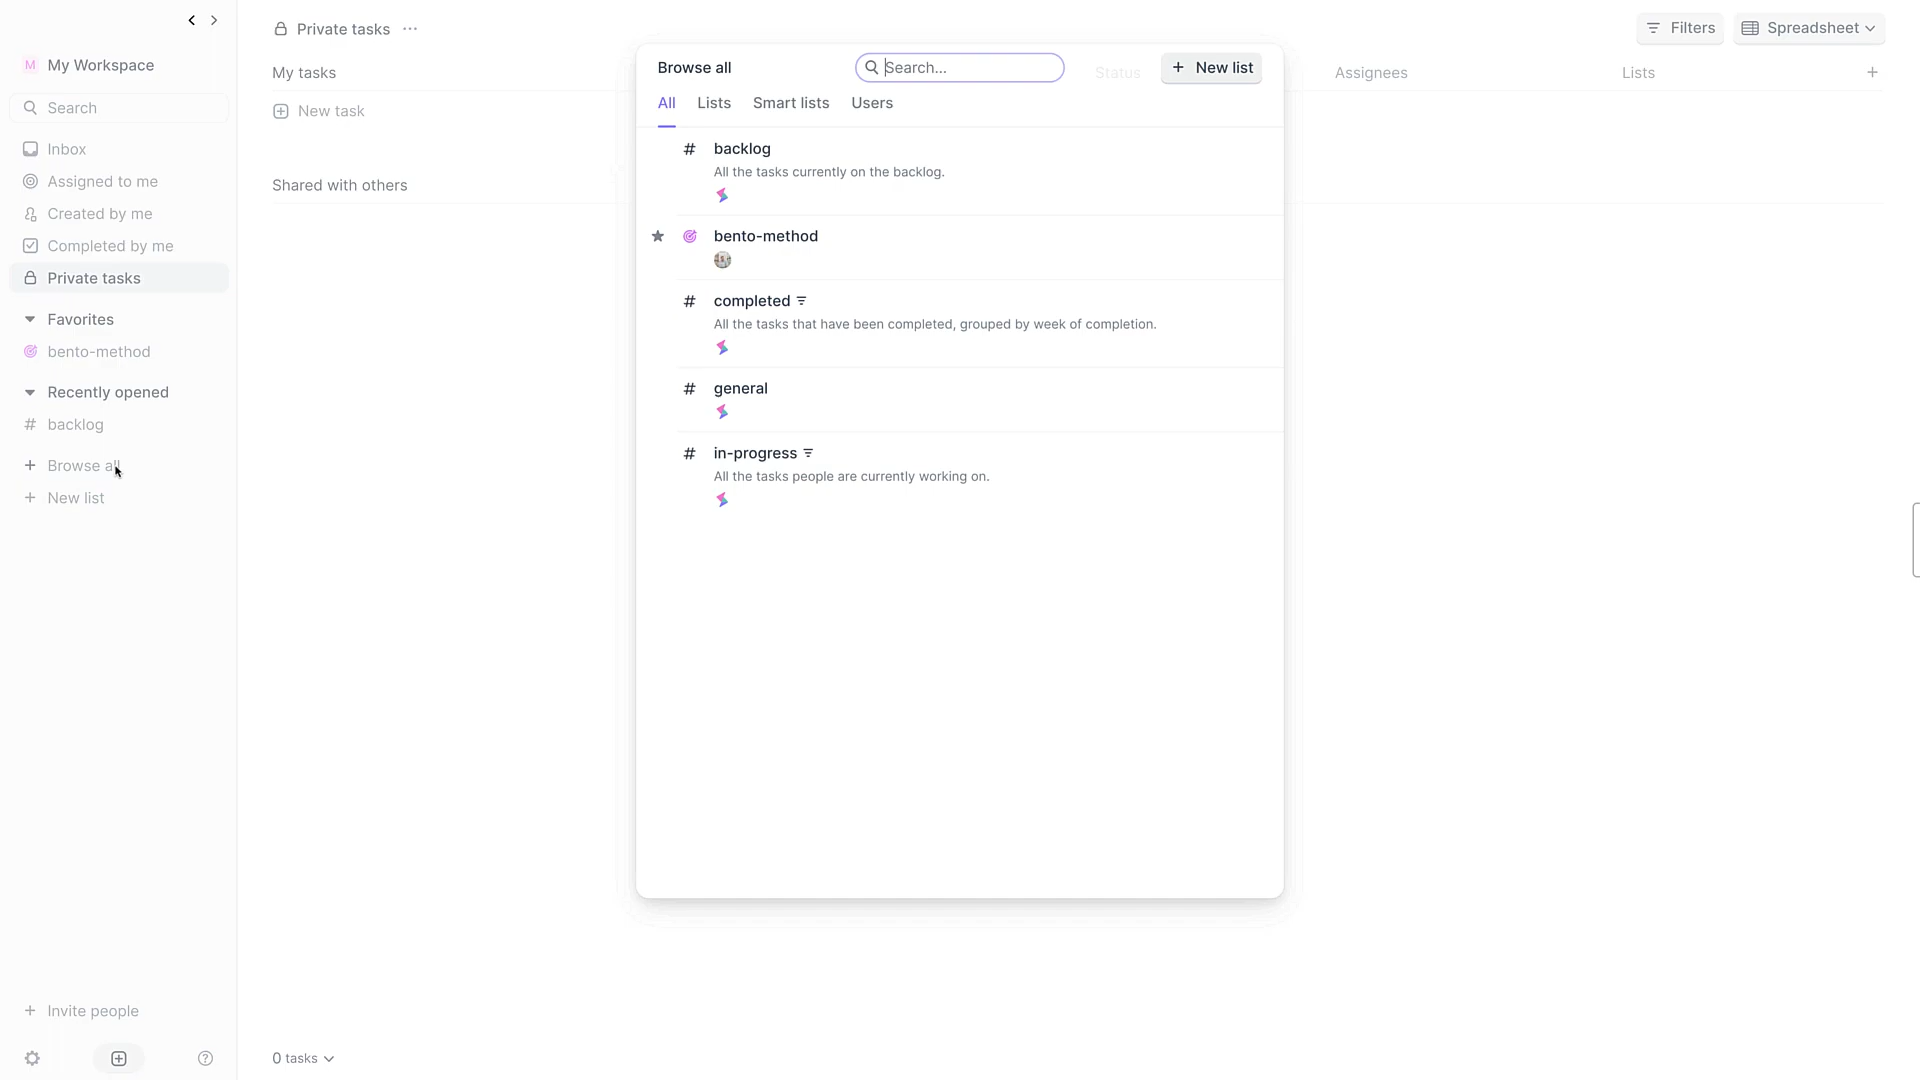 M My Workspace
Search
Inbox
Assigned to me
Created by me
Completed by me
Private tasks
Favorites
bento-method
Recently opened
# backlog
+ Browse all
+ New list
+ Invite people
Private tasks ...
Filters
Spreadsheet
My tasks
Status
Assignees
Lists
+
New task
Shared with others
0 tasks
Browse all
Search...
+ New list
All Lists Smart lists Users
# backlog
All the tasks currently on the backlog.
bento-method
# completed
All the tasks that have been completed, grouped by week of completion.
# general
# in-progress
All the tasks people are currently working on.